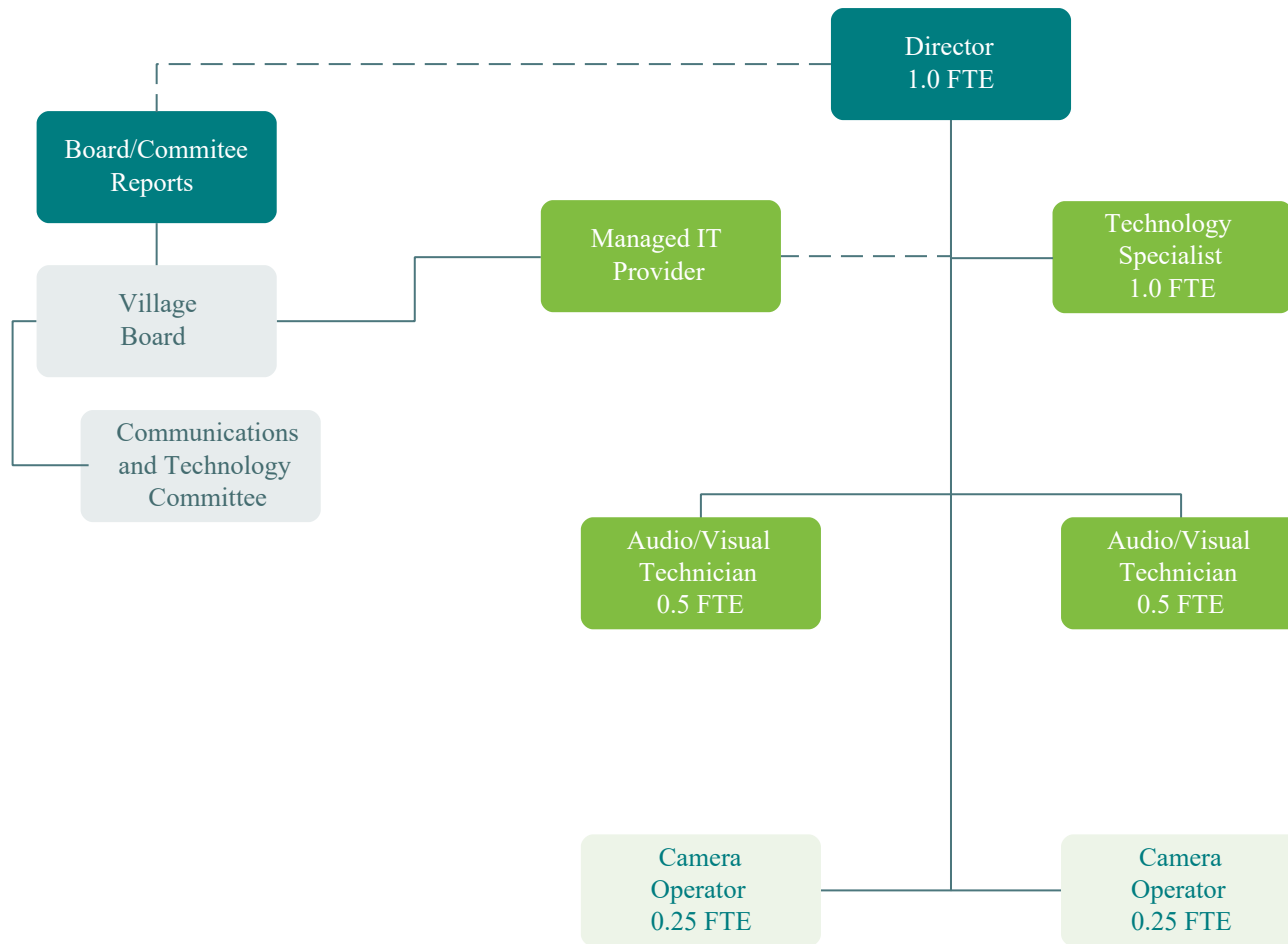 Director
1.0 FTE
Board/Commitee
Reports
Managed IT
Provider
Technology
Specialist
1.0 FTE
Village
Board
Communications
and Technology
Committee
Audio/Visual
Technician
0.5 FTE
Audio/Visual
Technician
0.5 FTE
Camera
Operator
0.25 FTE
Camera
Operator
0.25 FTE